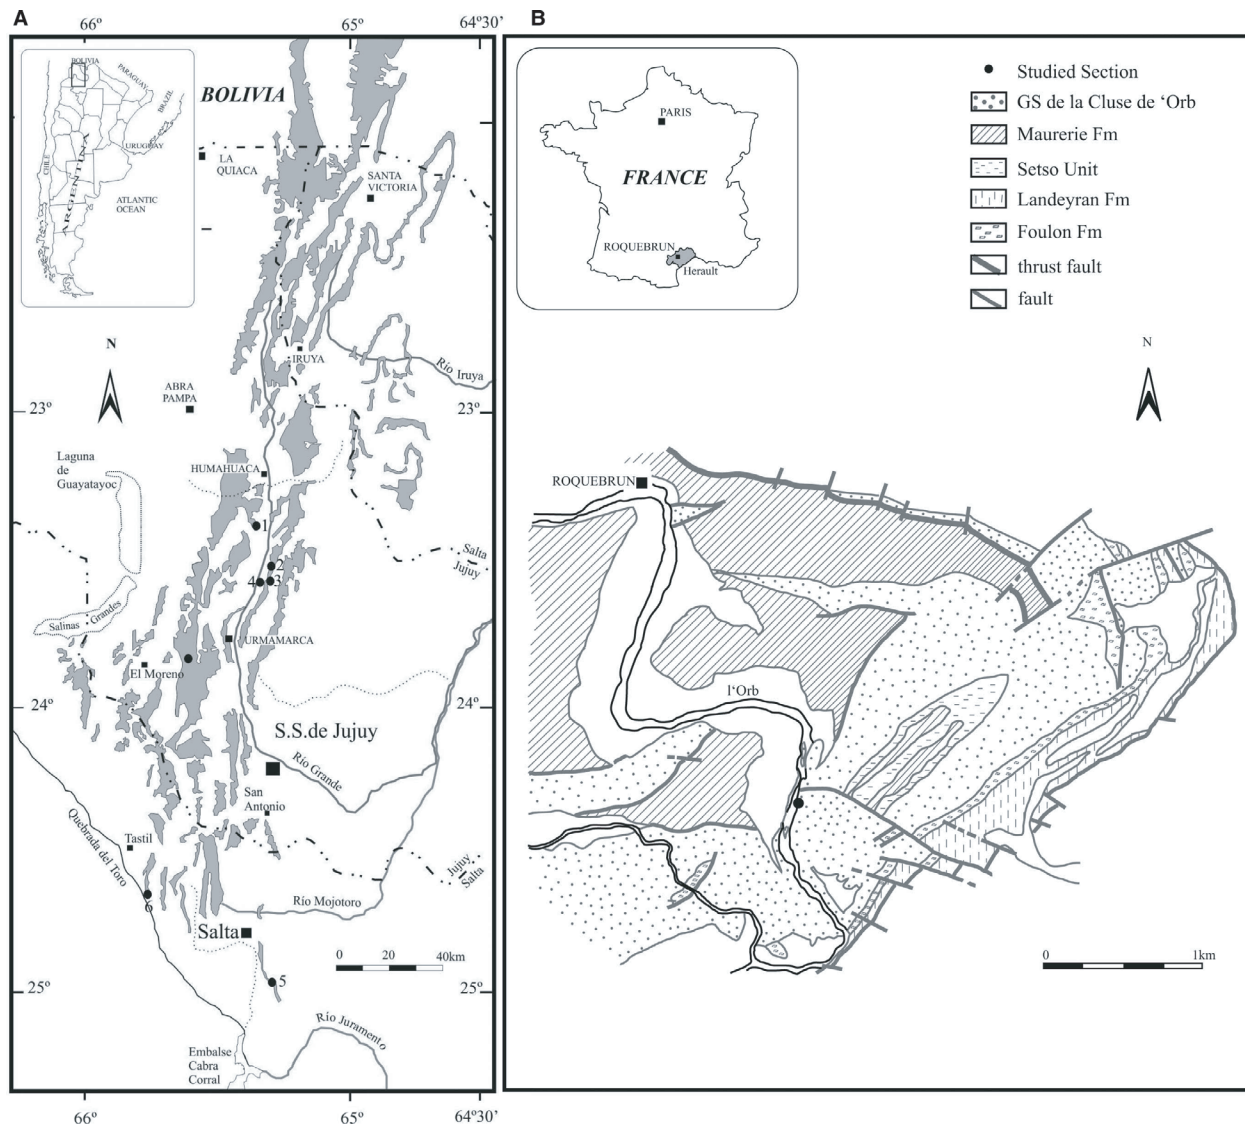 A
66º
65º
64º30'
BOLIVIA
PARAGUAY
BRAZIL
URUGUAY
CHILE
ARGENTINA
ATLANTIC
OCEAN
BOLIVIA
LA
QUIACA
SANTA
VICTORIA
IRUYA
Río Iruya
N
ABRA
PAMPA
23º
23º
Laguna
de
Guayatayoc
HUMAHUACA
1
2
4
3
Salta
Jujuy
Salinas Grandes
URMAMARCA
El Moreno
24º
24º
S.S.de Jujuy
Río Grande
San
Antonio
Quebrada del Toro
Tastil
Jujuy
Salta
6
Río Mojotoro
Salta
0 20 40km
5
25º
25º
Río Juramento
Embalse
Cabra
Corral
66º
65º
64º30'
B
PARIS
FRANCE
ROQUEBRUN
Herault
Studied Section
GS de la Cluse de ‘Orb
Maurerie Fm
Setso Unit
Landeyran Fm
Foulon Fm
thrust fault
fault
N
ROQUEBRUN
l‘Orb
0 1km